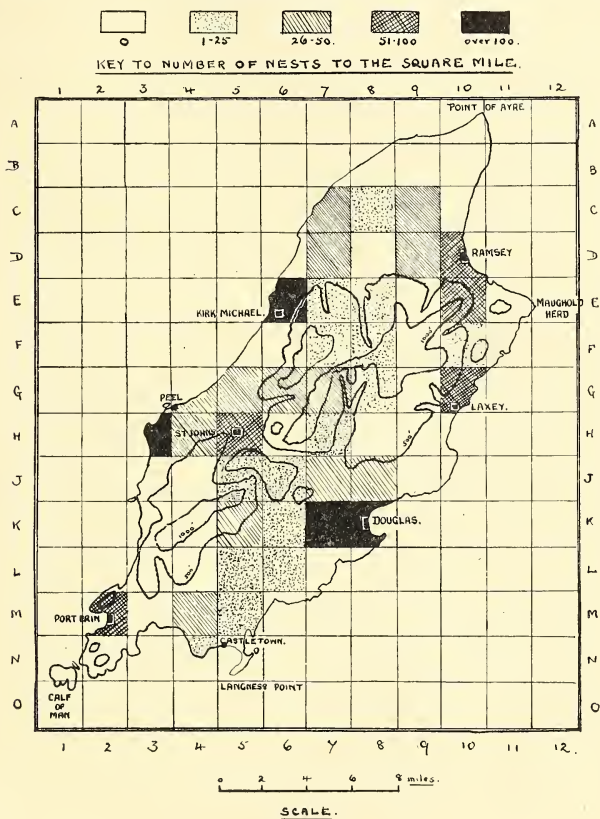 0 1-25 26-50. 51-100 over 100.
KEY TO NUMBER OF NESTS TO THE SQUARE MILE.
1 2 3 4 5 6 7 8 9 10 11 12
POINT OF AYRE
A A
B B
C C
D RAMSEY D
E KIRK MICHAEL. MAUGHOLD HERD E
F F
G PEEL LAXEY. G
H ST JOHNS H
J J
K DOUGLAS. K
1000'
L L
M PORT ERIN M
CASTLETOWN.
N N
LANGNESS POINT
O CALF OF MAN O
1 2 3 4 5 6 7 8 9 10 11 12.
0 2 4 6 8 miles.
SCALE.